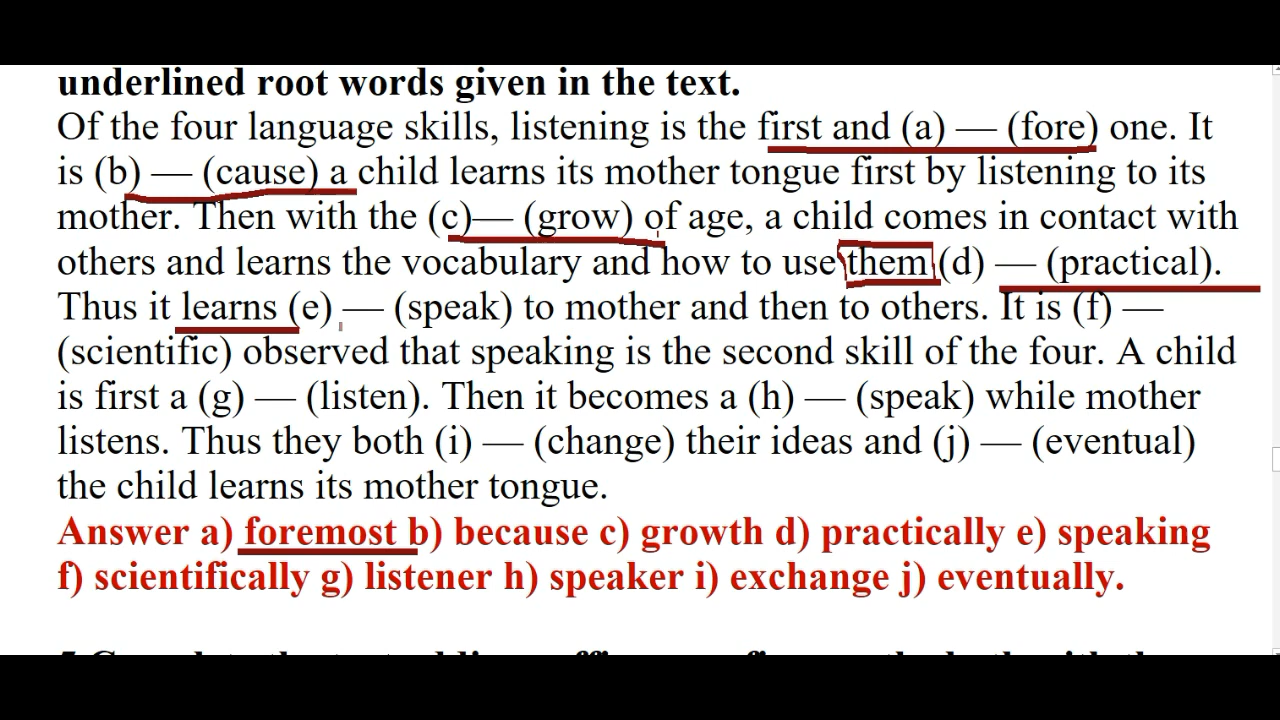 underlined root words given in the text.
Of the four language skills, listening is the first and (a) — (fore) one. It
is (b) — (cause) a child learns its mother tongue first by listening to its
mother. Then with the (c)— (grow) of age, a child comes in contact with
others and learns the vocabulary and how to use them (d) — (practical).
Thus it learns (e) — (speak) to mother and then to others. It is (f) —
(scientific) observed that speaking is the second skill of the four. A child
is first a (g) — (listen). Then it becomes a (h) — (speak) while mother
listens. Thus they both (i) — (change) their ideas and (j) — (eventual)
the child learns its mother tongue.
Answer a) foremost b) because c) growth d) practically e) speaking
f) scientifically g) listener h) speaker i) exchange j) eventually.